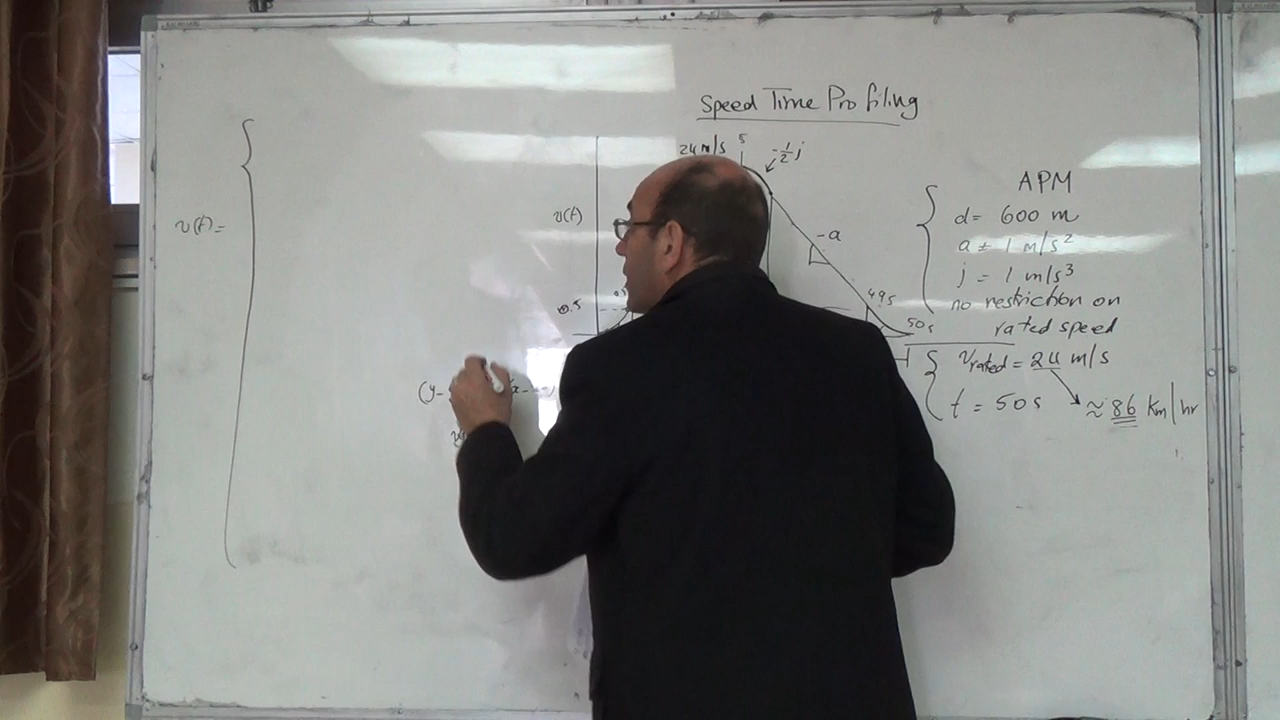 Speed Time Profiling
24 m/s 5
-1/2 j
v(t)
-a
0.5
49s
50s
v(t)=
(y-
APM
d= 600 m
a ± 1 m/s²
j = 1 m/s³
no restriction on
rated speed
Vrated = 24 m/s
t = 50s
≈ 86 Km/hr